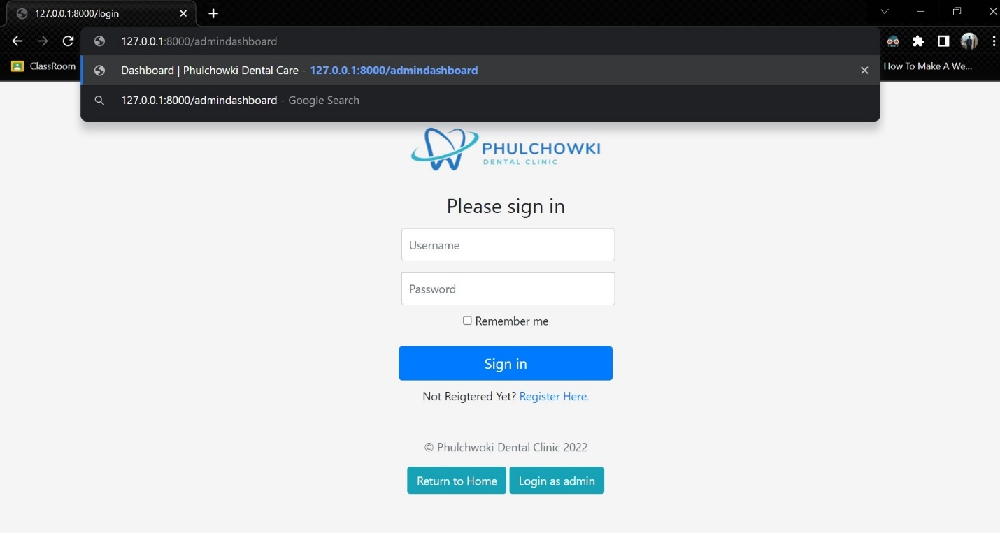 127.0.0.1:8000/login
127.0.0.1:8000/admindashboard
ClassRoom
Dashboard | Phulchowki Dental Care - 127.0.0.1:8000/admindashboard
How To Make A We...
127.0.0.1:8000/admindashboard - Google Search
PHULCHOWKI
DENTAL CLINIC
Please sign in
Username
Password
Remember me
Sign in
Not Reigtered Yet? Register Here.
© Phulchwoki Dental Clinic 2022
Return to Home Login as admin